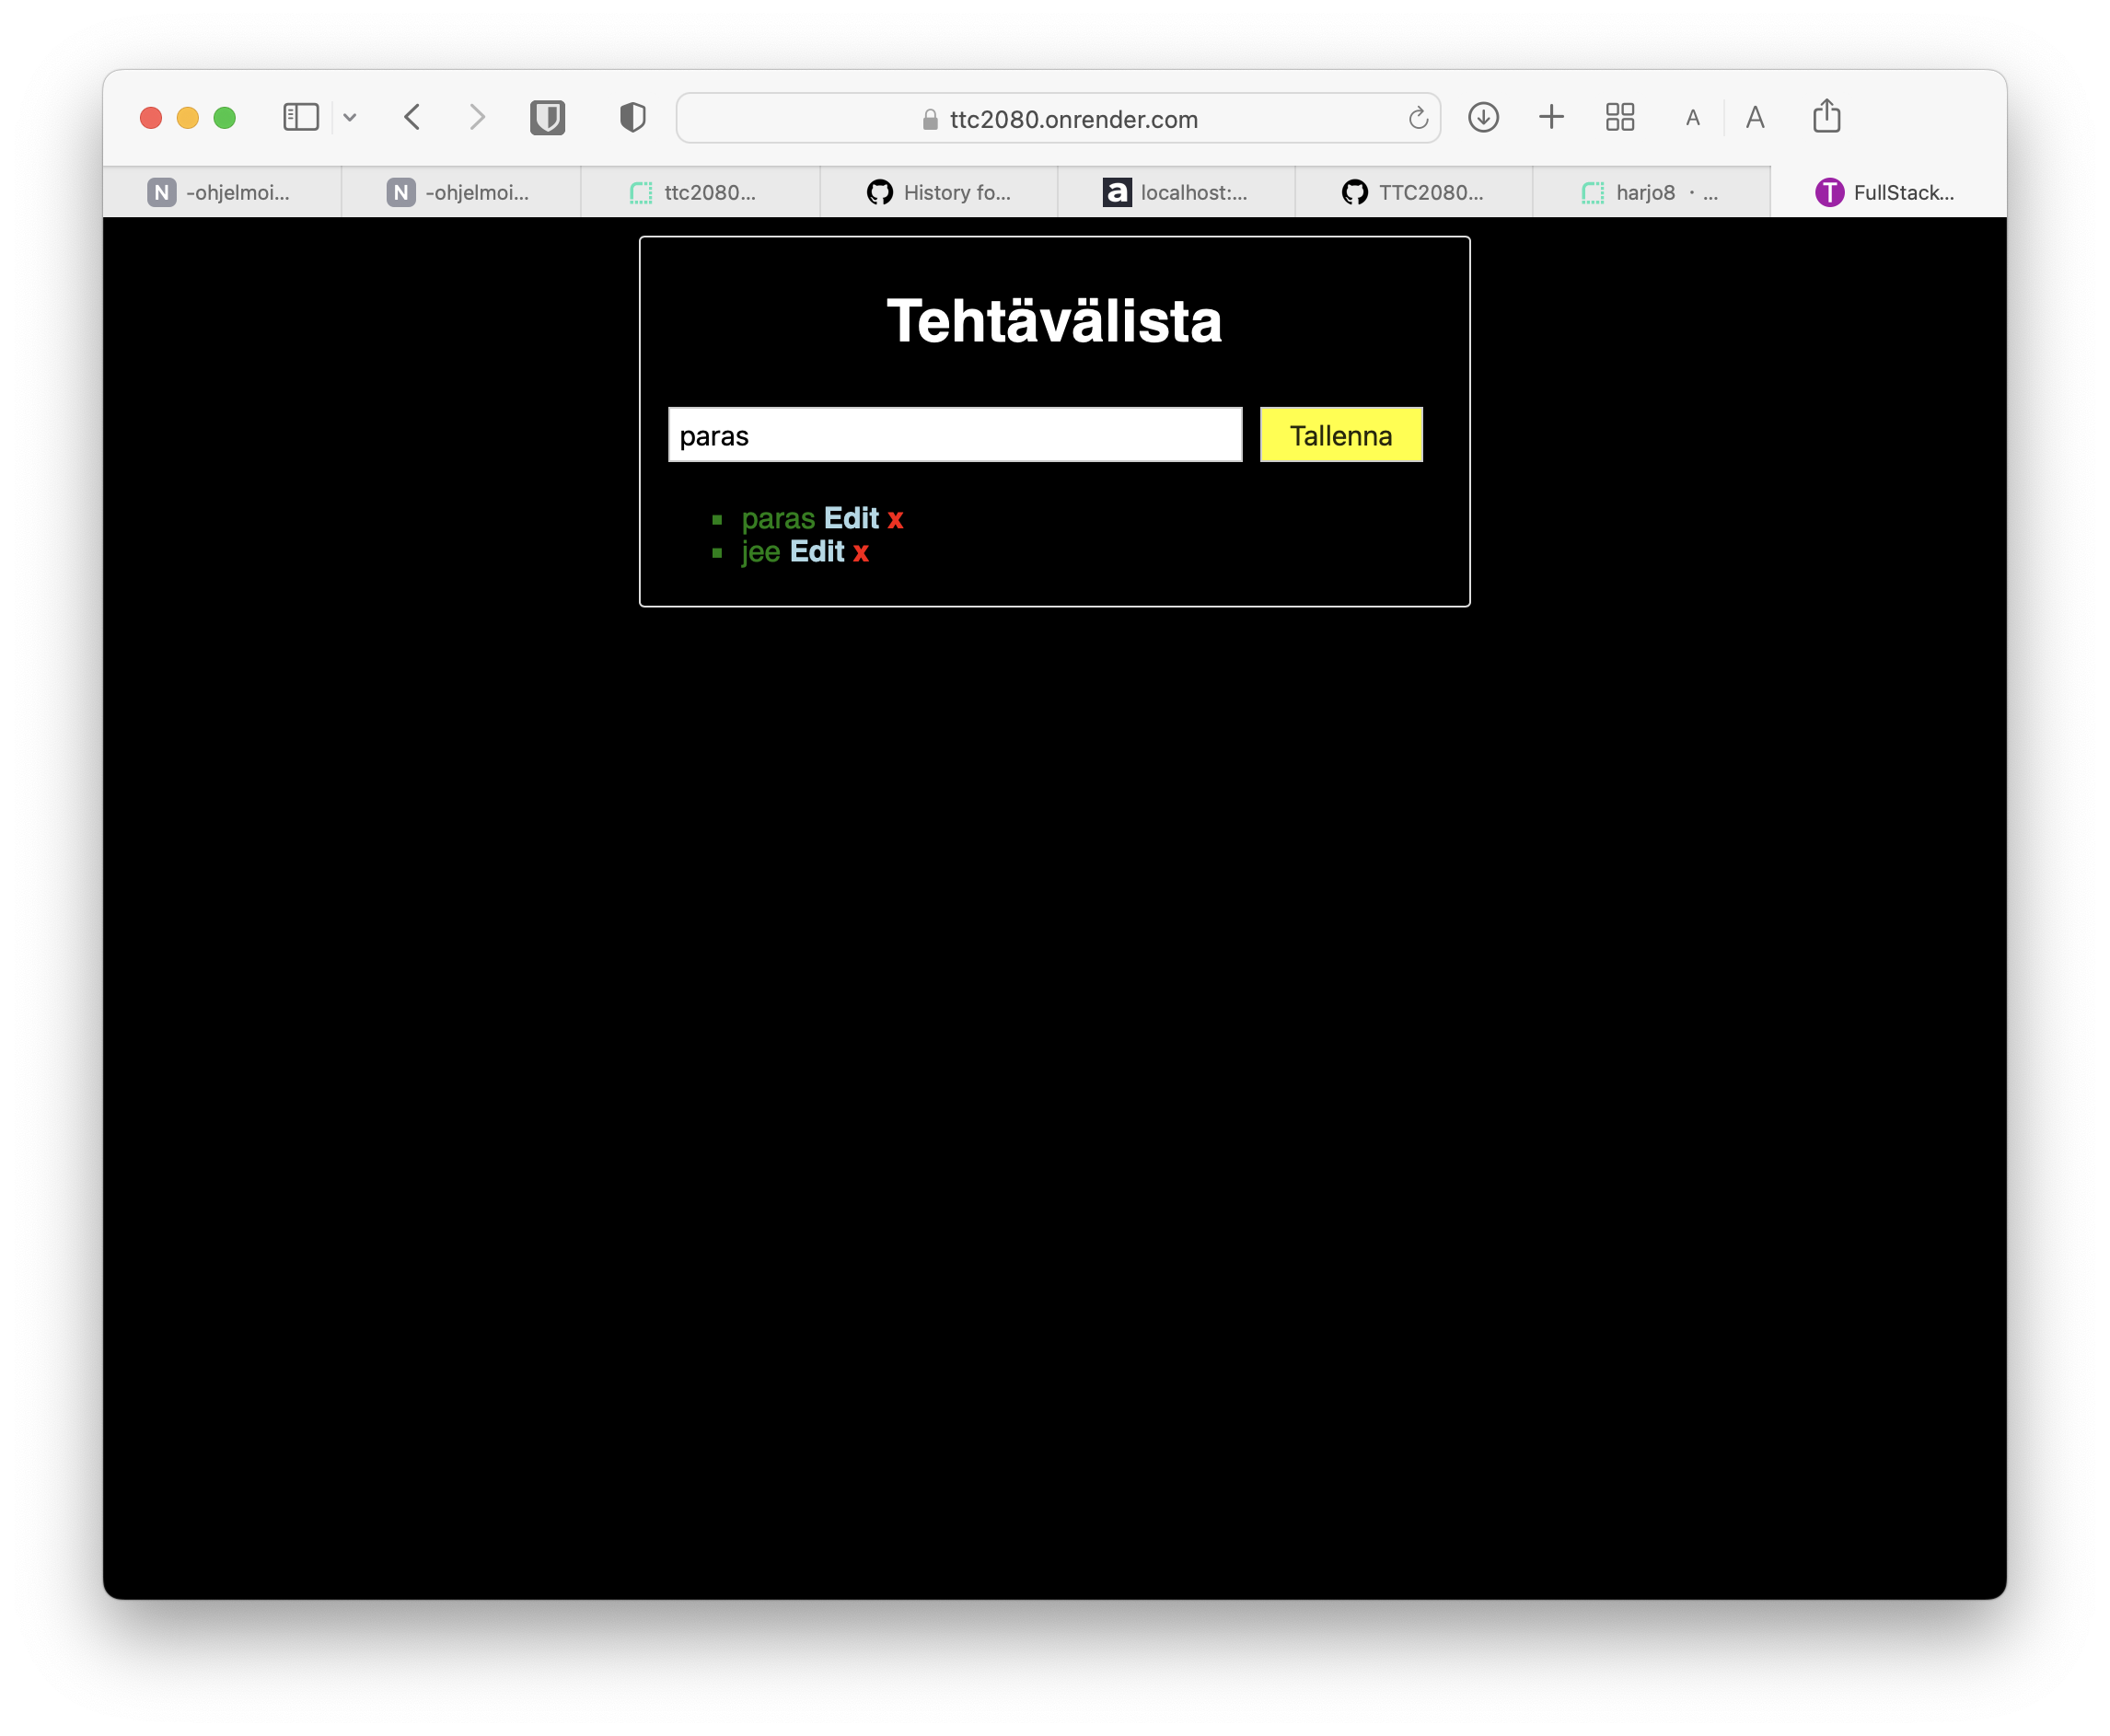 ttc2080.onrender.com
A A
N -ohjelmoi... N -ohjelmoi... ttc2080... History fo... a localhost:... TTC2080... harjo8 · ... T FullStack...
Tehtävälista
paras Tallenna
paras Edit x
jee Edit x